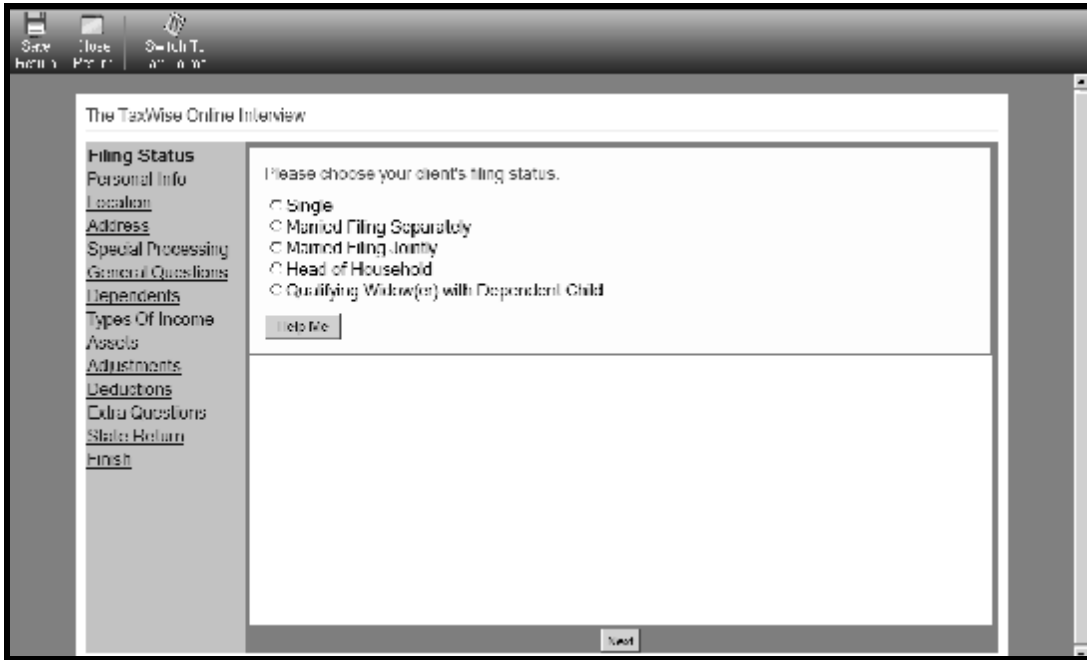 Save
Return
Close
Return
Switch To
The TaxWise Online Interview
Filing Status
Personal Info
Location
Address
Special Processing
General Questions
Dependents
Types Of Income
Assets
Adjustments
Deductions
Extra Questions
State Return
Finish
Please choose your client's filing status.
Single
Married Filing Separately
Married Filing Jointly
Head of Household
Qualifying Widow(er) with Dependent Child
Help Me
Next